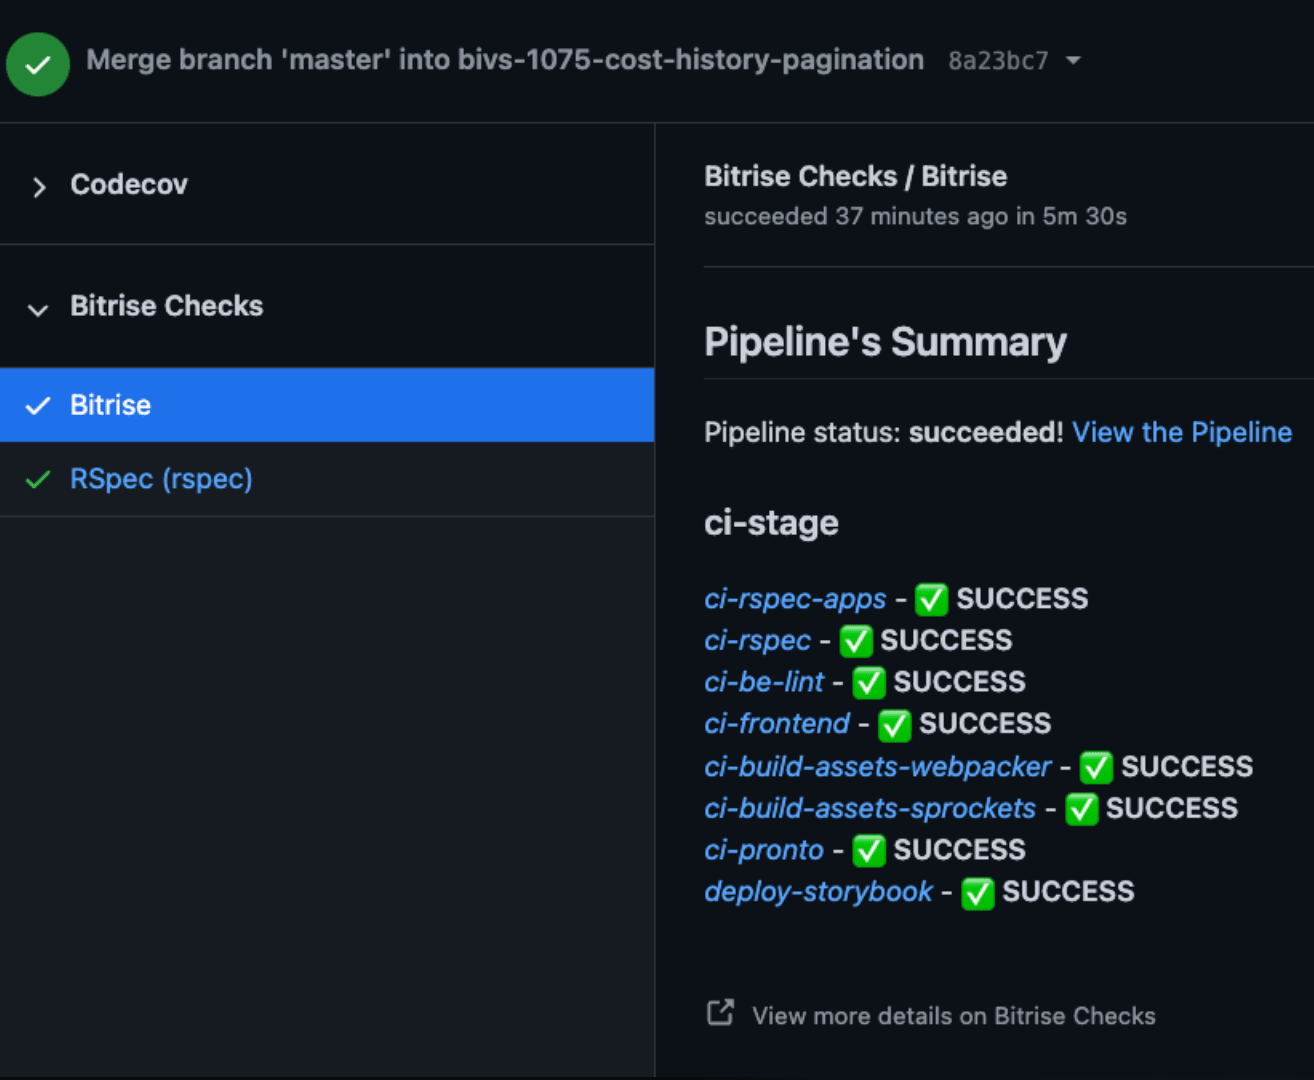 Merge branch 'master' into bivs-1075-cost-history-pagination 8a23bc7
Codecov
Bitrise Checks
Bitrise
RSpec (rspec)
Bitrise Checks / Bitrise
succeeded 37 minutes ago in 5m 30s
Pipeline's Summary
Pipeline status: succeeded! View the Pipeline
ci-stage
ci-rspec-apps - ✅ SUCCESS
ci-rspec - ✅ SUCCESS
ci-be-lint - ✅ SUCCESS
ci-frontend - ✅ SUCCESS
ci-build-assets-webpacker - ✅ SUCCESS
ci-build-assets-sprockets - ✅ SUCCESS
ci-pronto - ✅ SUCCESS
deploy-storybook - ✅ SUCCESS
View more details on Bitrise Checks